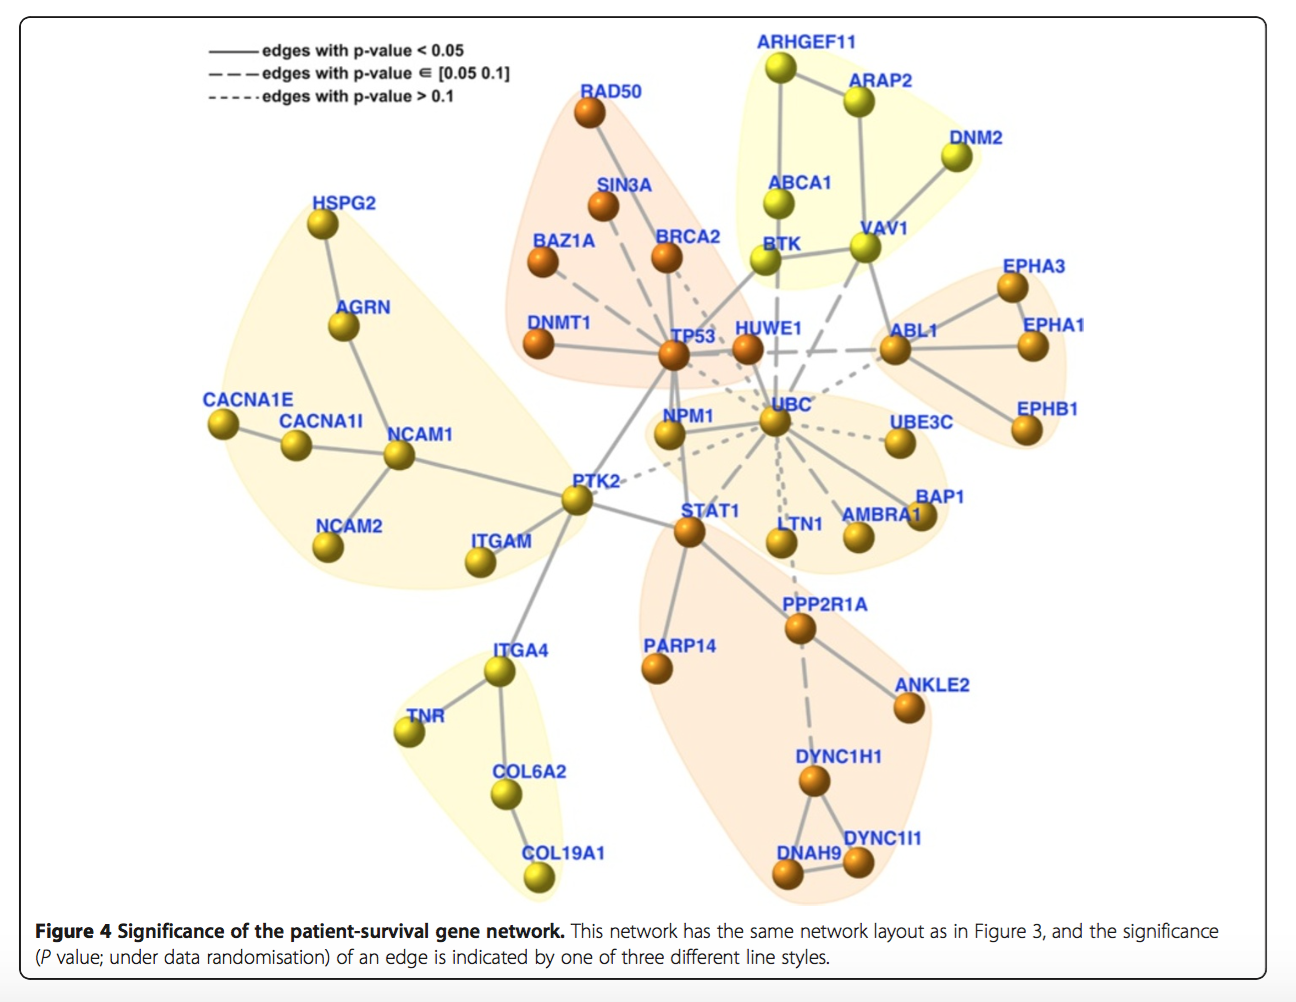 ARHGEF11
edges with p-value < 0.05
edges with p-value ∈ [0.05 0.1]
edges with p-value > 0.1
ARAP2
RAD50
DNM2
SIN3A
ABCA1
HSPG2
BAZ1A
BRCA2
BTK
VAV1
EPHA3
AGRN
DNMT1
TP53
HUWE1
ABL1
EPHA1
CACNA1E
CACNA1I
NCAM1
NPM1
UBC
UBE3C
EPHB1
PTK2
NCAM2
ITGAM
STAT1
LTN1
AMBRA1
BAP1
PPP2R1A
ITGA4
PARP14
ANKLE2
TNR
COL6A2
DYNC1H1
COL19A1
DNAH9
DYNC1I1
Figure 4 Significance of the patient-survival gene network. This network has the same network layout as in Figure 3, and the significance
(P value; under data randomisation) of an edge is indicated by one of three different line styles.